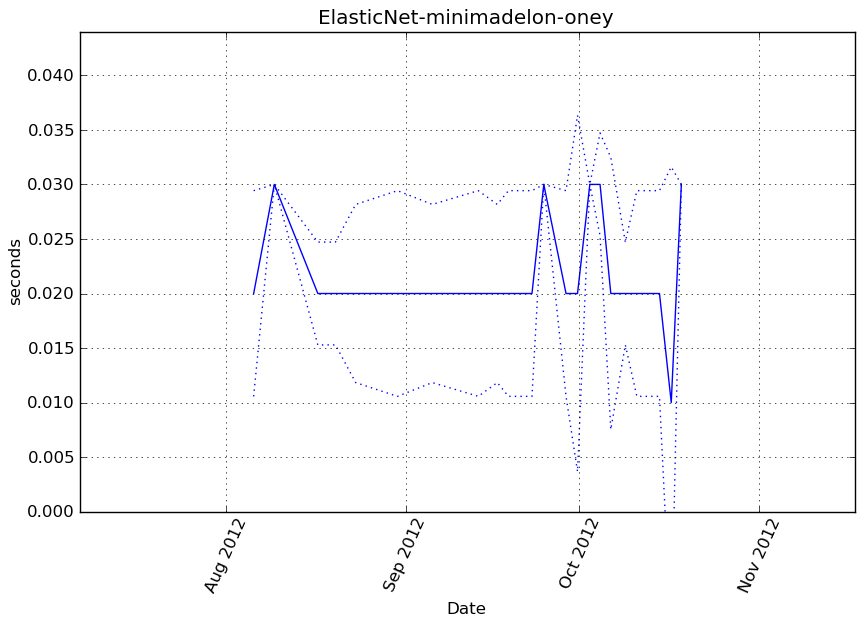 ElasticNet-minimadelon-oney
0.040
0.035
0.030
0.025
0.020
0.015
0.010
0.005
0.000
seconds
Aug 2012
Sep 2012
Oct 2012
Nov 2012
Date